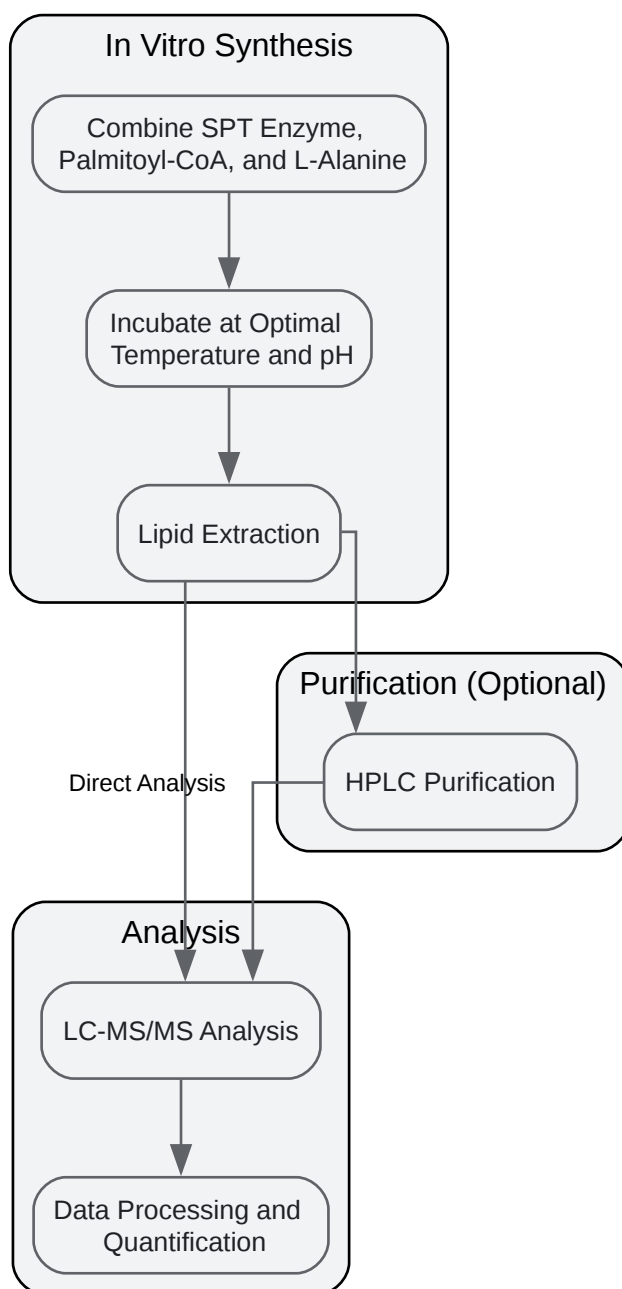 In Vitro Synthesis
Combine SPT Enzyme,
Palmitoyl-CoA, and L-Alanine
Incubate at Optimal
Temperature and pH
Lipid Extraction
Purification (Optional)
HPLC Purification
Direct Analysis
Analysis
LC-MS/MS Analysis
Data Processing and
Quantification